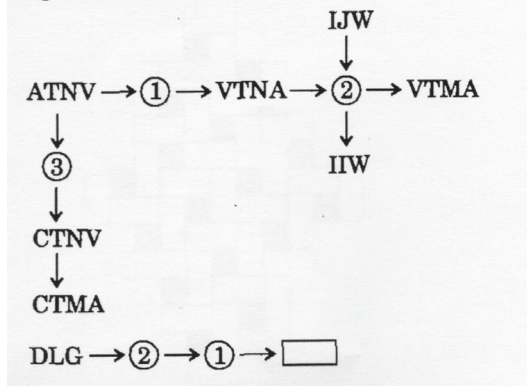 IJW
ATNV → ① → VTNA → ② → VTMA
③
IIW
CTNV
CTMA
DLG → ② → ① →